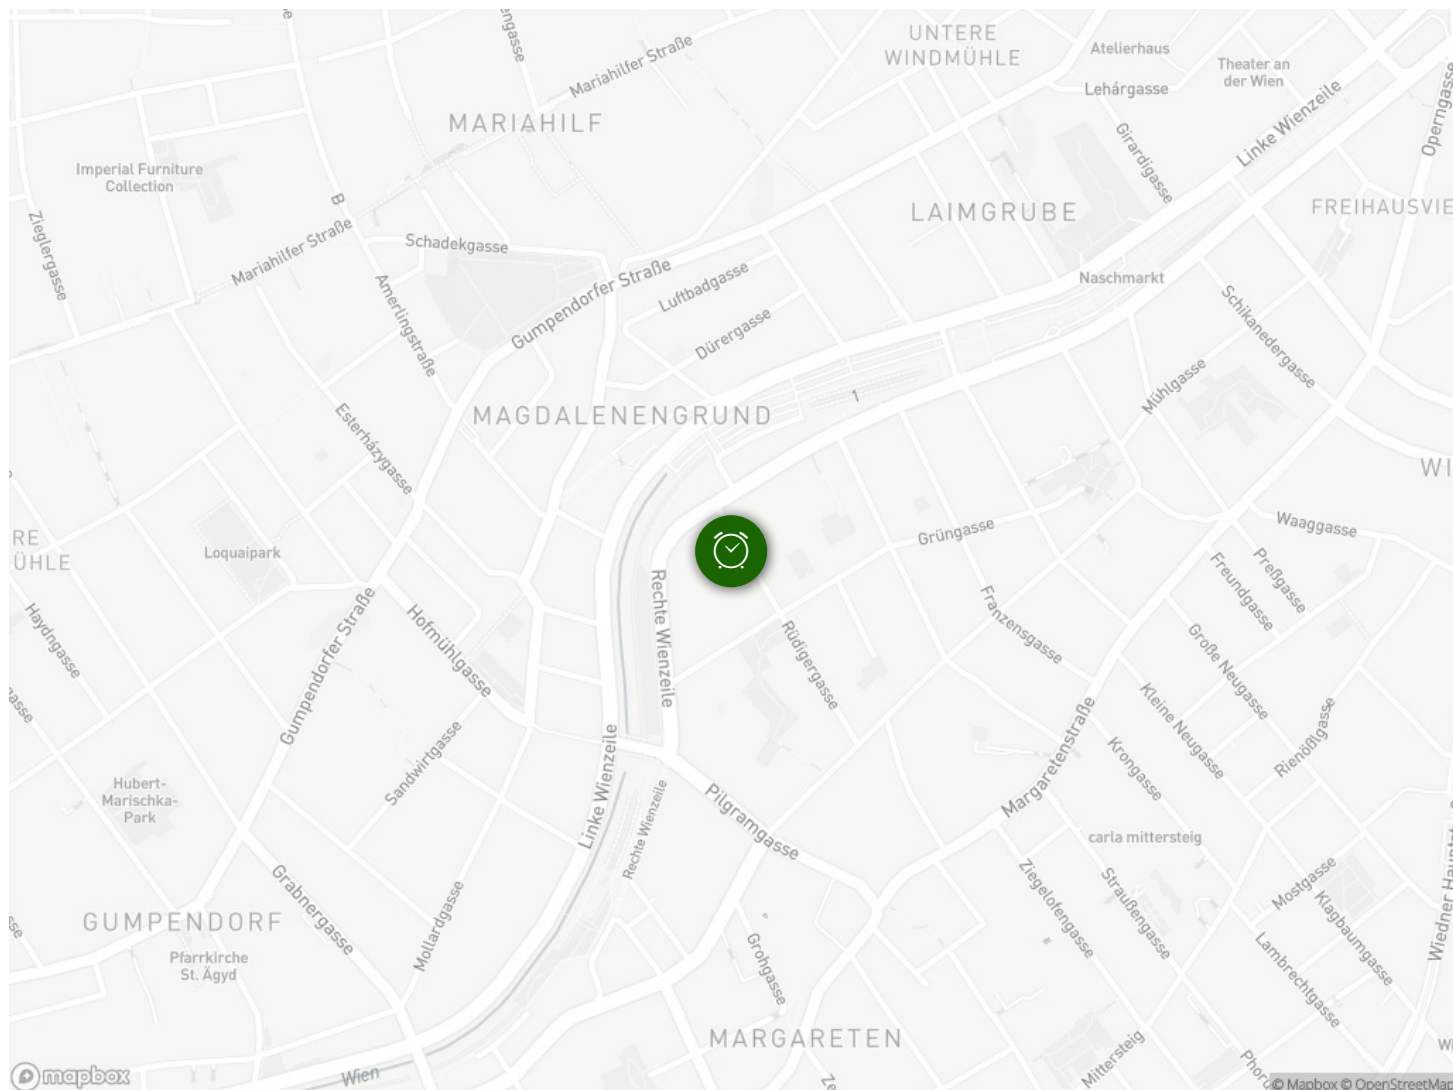 UNTERE
WINDMÜHLE
Atelierhaus
Theater an
der Wien
Lehárgasse
Linke Wienzeile
Operngasse
Mariahilfer Straße
MARIAHILF
Girardigasse
Imperial Furniture
Collection
B
Zieglergasse
LAIMGRUBE
FREIHAUSVIE
Mariahilfer Straße
Schadekgasse
Gumpendorfer Straße
Luftbadgasse
Naschmarkt
Amerlingstraße
Dürergasse
Schikanedergasse
Mühlgasse
1
MAGDALENENGRUND
Esterházygasse
WI
RE
ÜHLE
Loquaipark
Grüngasse
Waaggasse
Preßgasse
Freundgasse
Rechte Wienzeile
Haydngasse
Hofmühlgasse
Gumpendorfer Straße
Rüdigergasse
Franzensgasse
Große Neugasse
Kleine Neugasse
Rienößlgasse
Margaretenstraße
Krongasse
Sandwirtgasse
Linke Wienzeile
Hubert-
Marischka-
Park
Rechte Wienzeile
Pilgramgasse
carla mittersteig
Grabnergasse
Mollardgasse
Ziegelofengasse
Straußengasse
Mostgasse
Klagbaumgasse
GUMPENDORF
Pfarrkirche
St. Ägyd
Grohgasse
Lambrechtgasse
MARGARETEN
Mittersteig
Wien
mapbox
© Mapbox © OpenStreetMap